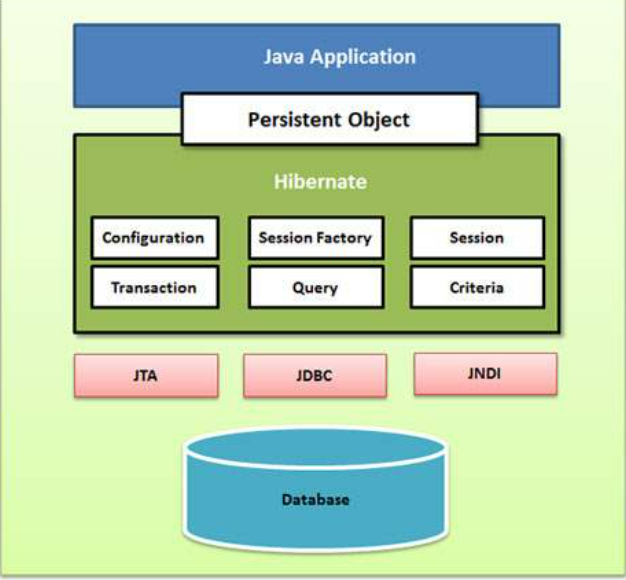 Java Application
Persistent Object
Hibernate
Configuration Session Factory Session
Transaction Query Criteria
JTA JDBC JNDI
Database